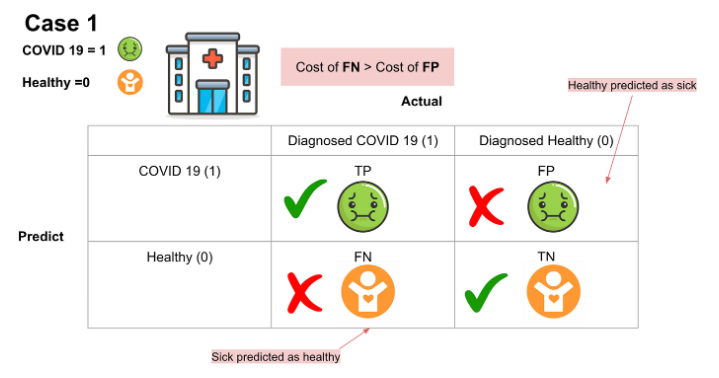 Case 1
COVID 19 = 1
Healthy =0
Cost of FN > Cost of FP
Healthy predicted as sick
Actual
Diagnosed COVID 19 (1)
Diagnosed Healthy (0)
COVID 19 (1)
TP
FP
Predict
Healthy (0)
FN
TN
Sick predicted as healthy